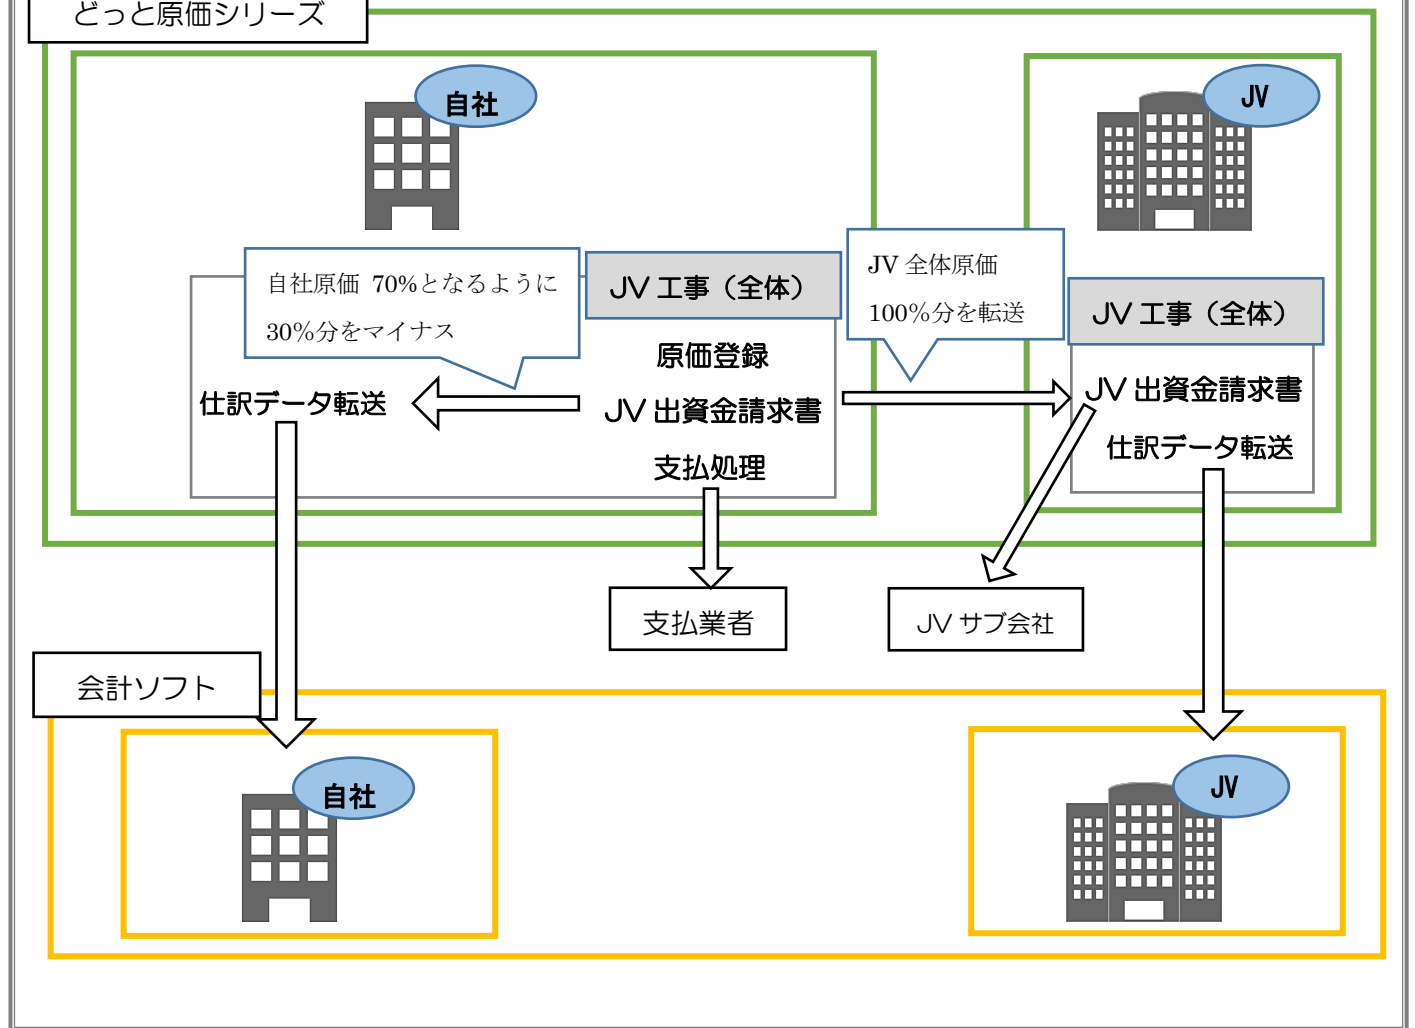 どっと原価シリーズ
自社
JV
自社原価 70%となるように
30%分をマイナス
JV 工事（全体）
JV 全体原価
100%分を転送
JV 工事（全体）
原価登録
仕訳データ転送
JV 出資金請求書
支払処理
JV 出資金請求書
仕訳データ転送
支払業者
JV サブ会社
会計ソフト
自社
JV